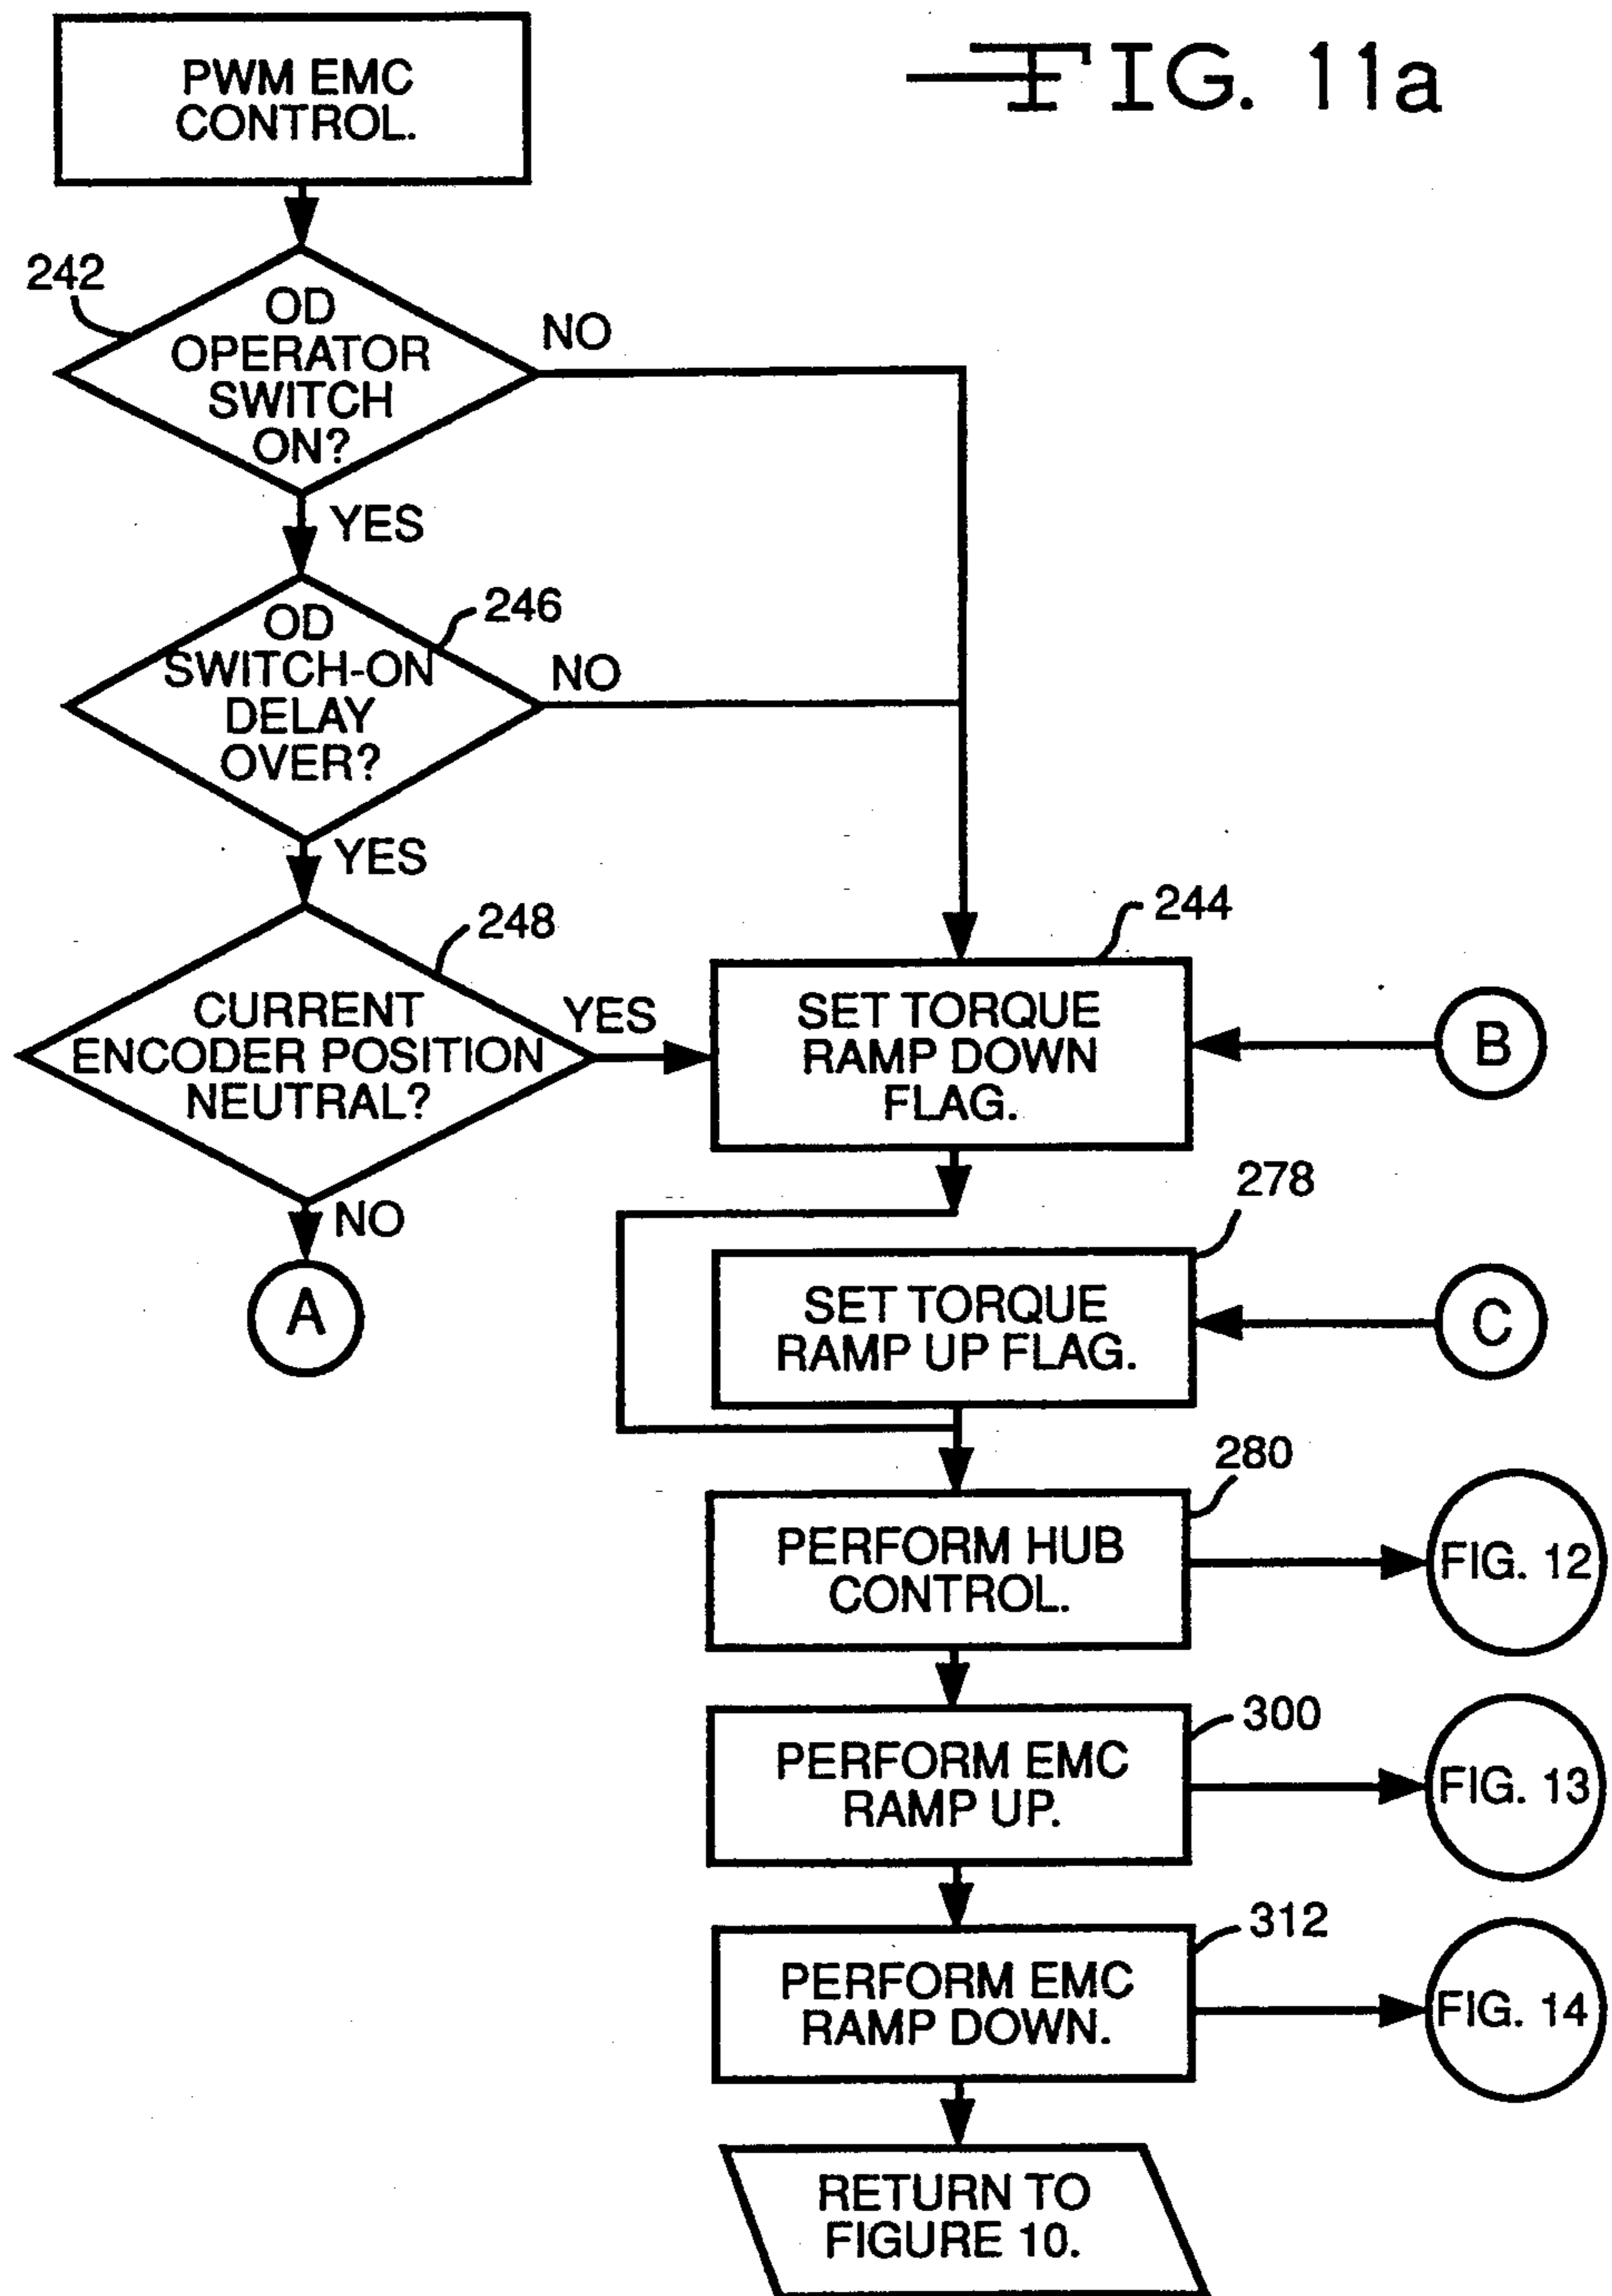 FIG. 11a
PWM EMC
CONTROL.
242
OD
OPERATOR
SWITCH
ON?
NO
YES
246
OD
SWITCH-ON
DELAY
OVER?
NO
YES
248
CURRENT
ENCODER POSITION
NEUTRAL?
YES
NO
A
244
SET TORQUE
RAMP DOWN
FLAG.
B
278
SET TORQUE
RAMP UP FLAG.
C
280
PERFORM HUB
CONTROL.
FIG. 12
300
PERFORM EMC
RAMP UP.
FIG. 13
312
PERFORM EMC
RAMP DOWN.
FIG. 14
RETURN TO
FIGURE 10.